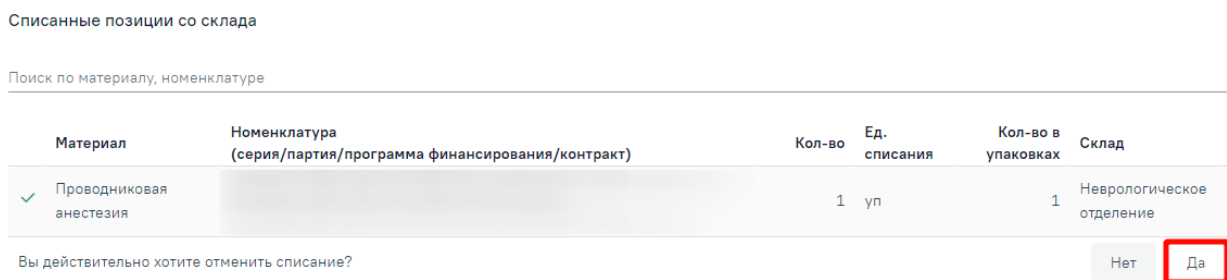 Списанные позиции со склада
Поиск по материалу, номенклатуре
Материал
Номенклатура
(серия/партия/программа финансирования/контракт)
Кол-во
Ед.
списания
Кол-во в
упаковках
Склад
Проводниковая
анестезия
1
уп
1
Неврологическое
отделение
Вы действительно хотите отменить списание?
Нет
Да